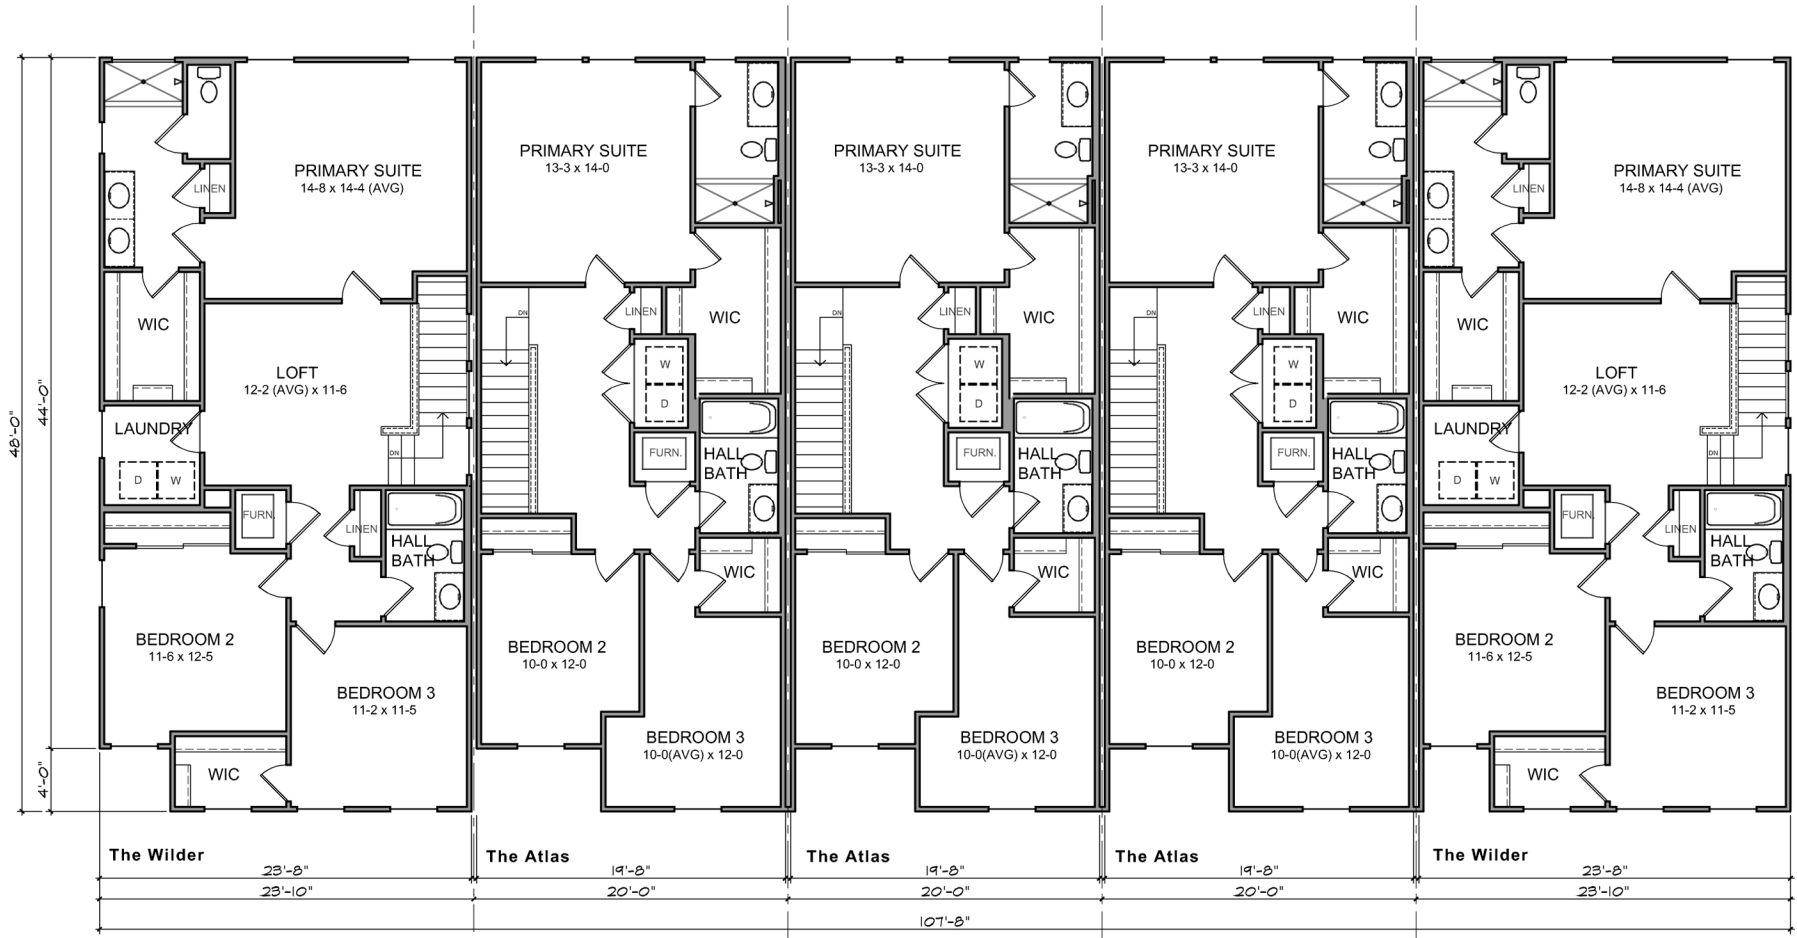 PRIMARY SUITE
14-8 x 14-4 (AVG)
LINEN
WIC
LOFT
12-2 (AVG) x 11-6
LAUNDRY
D
W
DN
FURN.
LINEN
HALL
BATH
BEDROOM 2
11-6 x 12-5
BEDROOM 3
11-2 x 11-5
WIC
PRIMARY SUITE
13-3 x 14-0
DN
LINEN
WIC
W
D
FURN.
HALL
BATH
WIC
BEDROOM 2
10-0 x 12-0
BEDROOM 3
10-0(AVG) x 12-0
PRIMARY SUITE
13-3 x 14-0
DN
LINEN
WIC
W
D
FURN.
HALL
BATH
WIC
BEDROOM 2
10-0 x 12-0
BEDROOM 3
10-0(AVG) x 12-0
PRIMARY SUITE
13-3 x 14-0
DN
LINEN
WIC
W
D
FURN.
HALL
BATH
WIC
BEDROOM 2
10-0 x 12-0
BEDROOM 3
10-0(AVG) x 12-0
PRIMARY SUITE
14-8 x 14-4 (AVG)
LINEN
WIC
LOFT
12-2 (AVG) x 11-6
LAUNDRY
D
W
DN
FURN.
LINEN
HALL
BATH
BEDROOM 2
11-6 x 12-5
BEDROOM 3
11-2 x 11-5
WIC
48'-0"
44'-0"
4'-0"
The Wilder
The Atlas
The Atlas
The Atlas
The Wilder
23'-8"
19'-8"
19'-8"
19'-8"
23'-8"
23'-10"
20'-0"
20'-0"
20'-0"
23'-10"
107'-8"